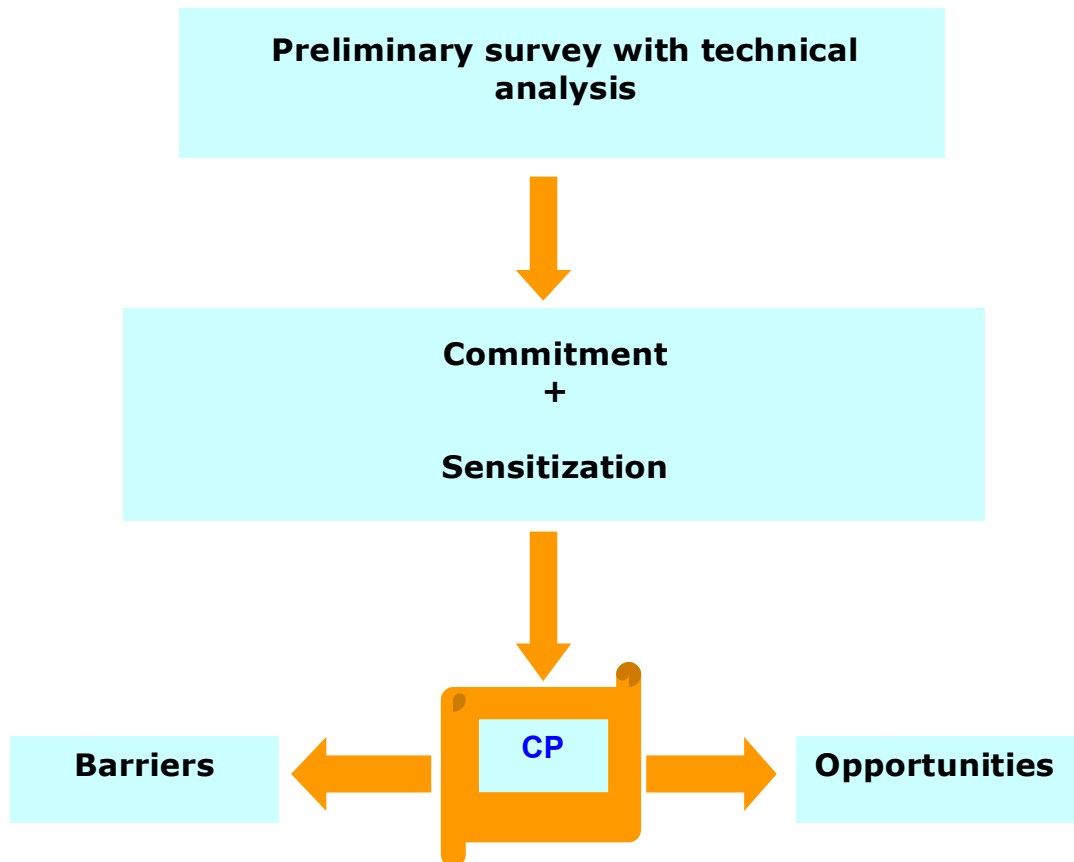 Preliminary survey with technical
analysis
Commitment
+
Sensitization
CP
Barriers
Opportunities